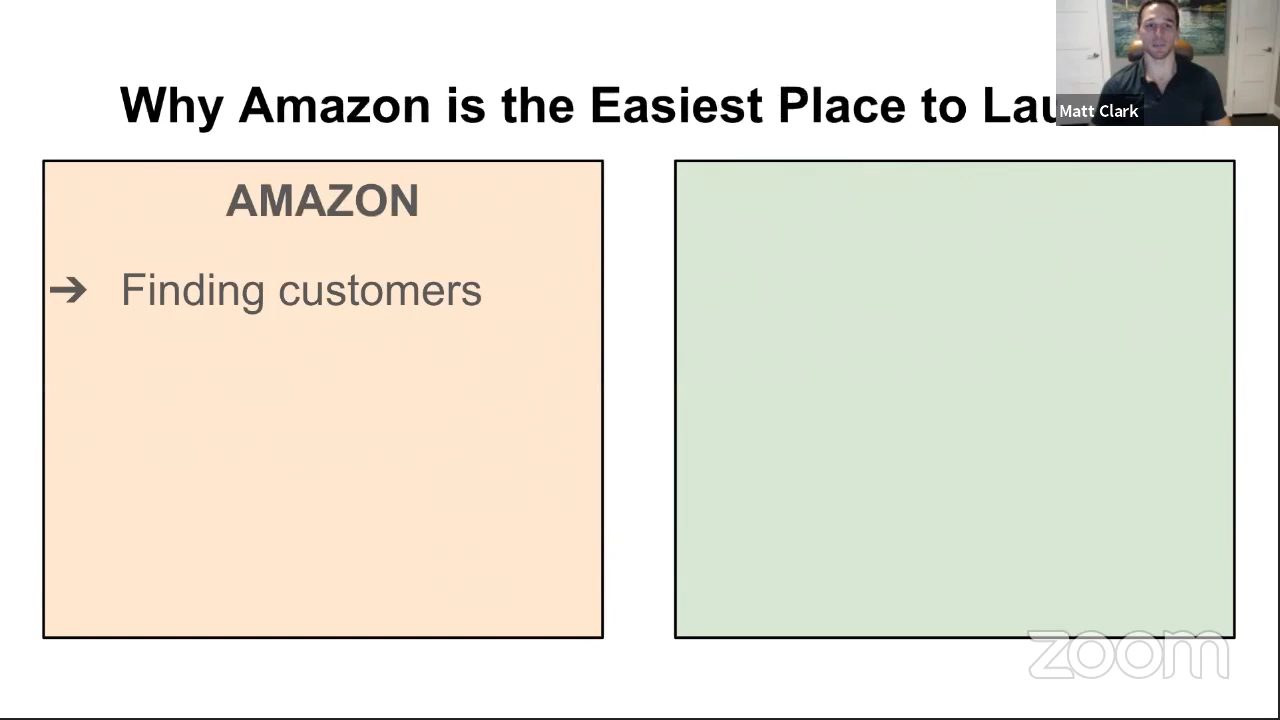 Why Amazon is the Easiest Place to Lau
Matt Clark
AMAZON
➔ Finding customers
zoom